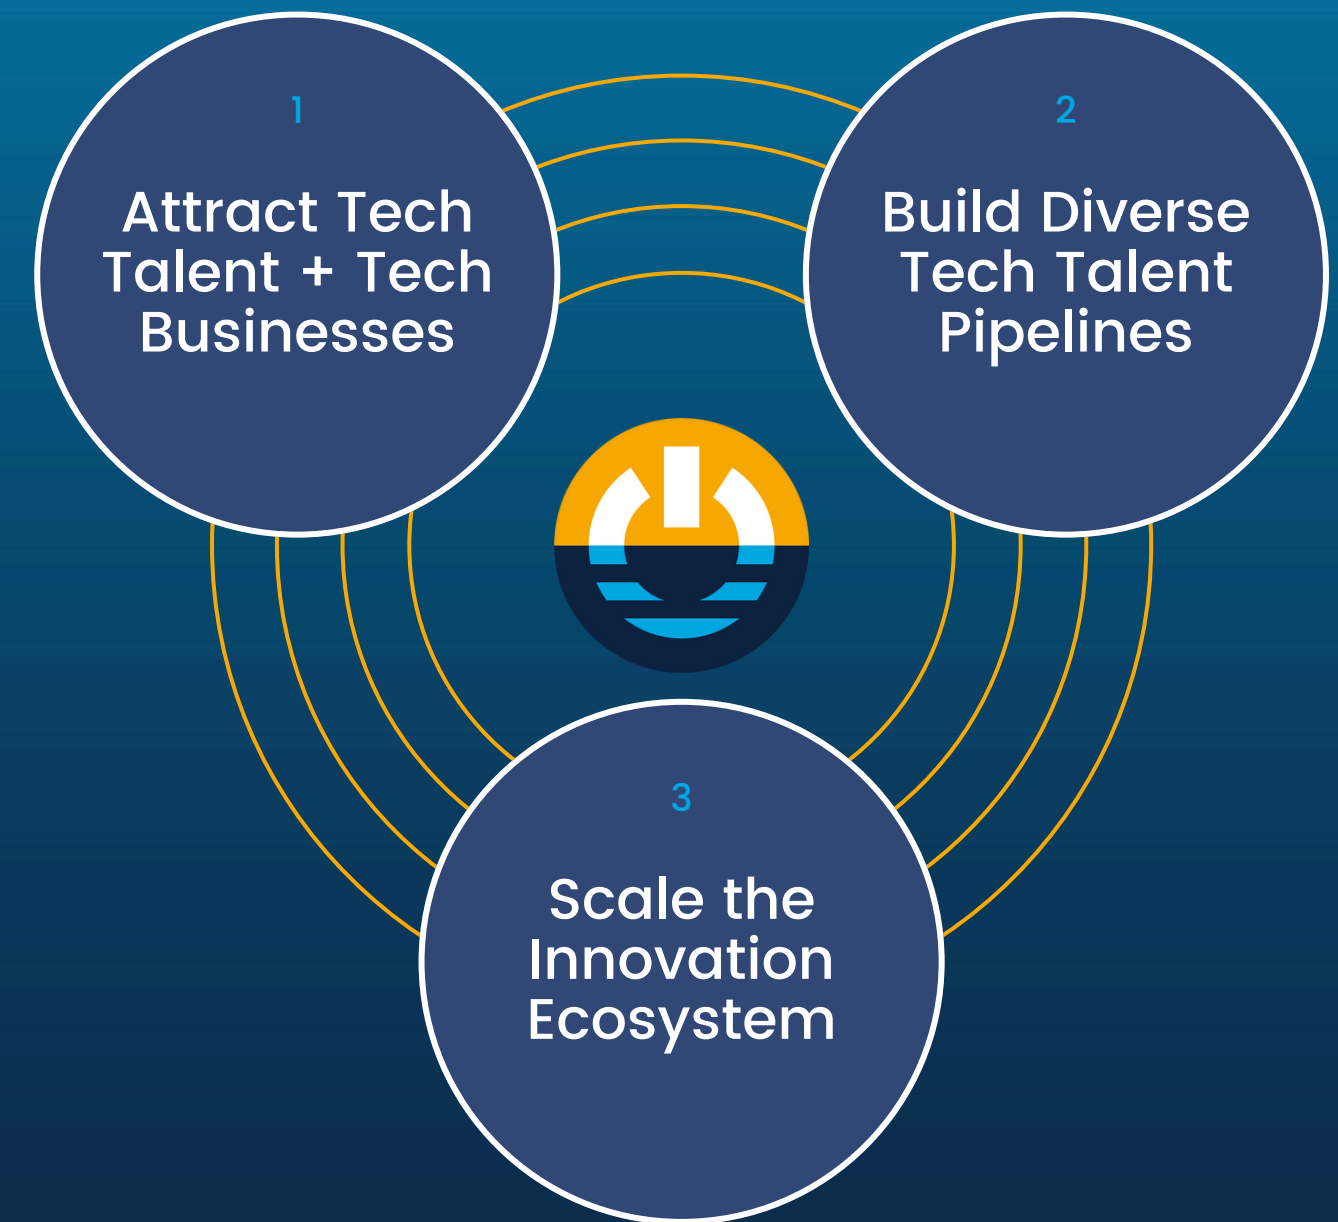 1
Attract Tech
Talent + Tech
Businesses
2
Build Diverse
Tech Talent
Pipelines
3
Scale the
Innovation
Ecosystem